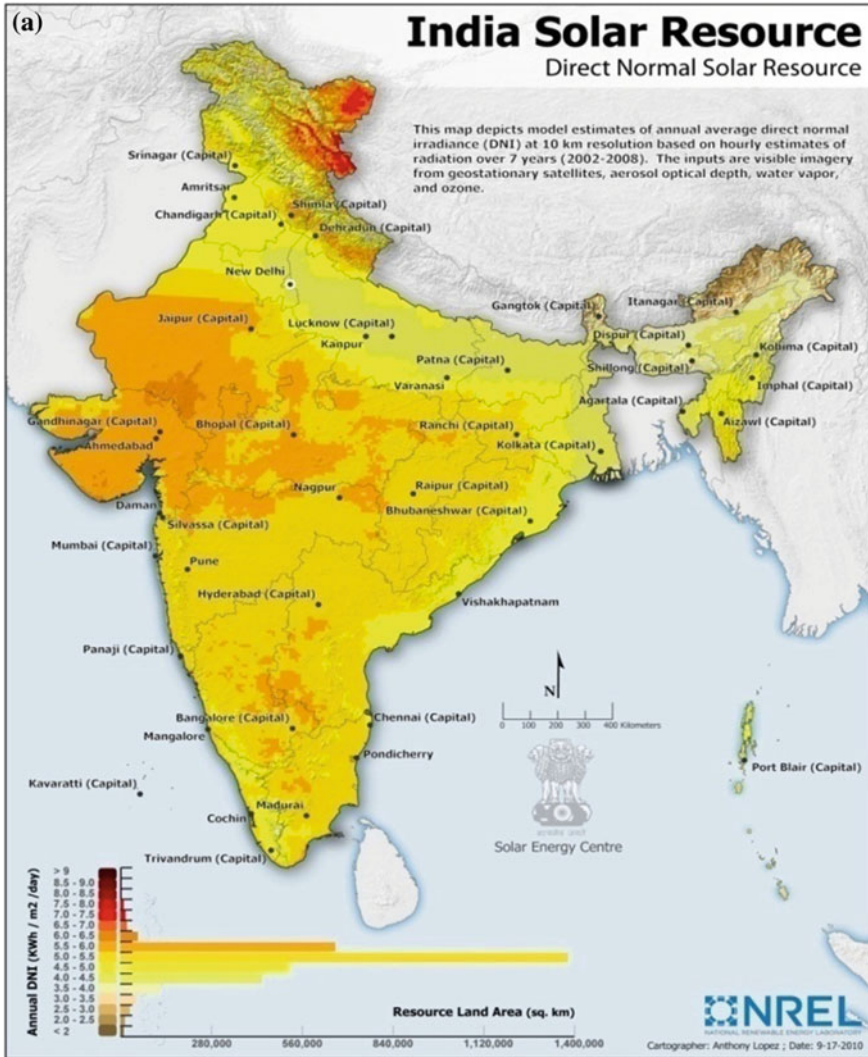 (a)
India Solar Resource
Direct Normal Solar Resource
This map depicts model estimates of annual average direct normal
irradiance (DNI) at 10 km resolution based on hourly estimates of
radiation over 7 years (2002-2008). The inputs are visible imagery
from geostationary satellites, aerosol optical depth, water vapor,
and ozone.
Srinagar (Capital)
Amritsar
Shimla (Capital)
Chandigarh (Capital)
Dehradun (Capital)
New Delhi
Gangtok (Capital)
Itanagar (Capital)
Jaipur (Capital)
Lucknow (Capital)
Dispur (Capital)
Kanpur
Kohima (Capital)
Patna (Capital)
Shillong (Capital)
Varanasi
Imphal (Capital)
Agartala (Capital)
Aizawl (Capital)
Gandhinagar (Capital)
Bhopal (Capital)
Ranchi (Capital)
Ahmedabad
Kolkata (Capital)
Nagpur
Raipur (Capital)
Daman
Bhubaneshwar (Capital)
Silvassa (Capital)
Mumbai (Capital)
Pune
Hyderabad (Capital)
Vishakhapatnam
Panaji (Capital)
N
Bangalore (Capital)
Chennai (Capital)
0 100 200 300 400 Kilometers
Mangalore
Pondicherry
Port Blair (Capital)
Kavaratti (Capital)
Madurai
Cochin
Solar Energy Centre
Trivandrum (Capital)
Annual DNI (KWh / m2 /day)
> 9
8.5 - 9.0
8.0 - 8.5
7.5 - 8.0
7.0 - 7.5
6.5 - 7.0
6.0 - 6.5
5.5 - 6.0
5.0 - 5.5
4.5 - 5.0
4.0 - 4.5
3.5 - 4.0
3.0 - 3.5
2.5 - 3.0
2.0 - 2.5
< 2
Resource Land Area (sq. km)
280,000 560,000 840,000 1,120,000 1,400,000
NREL
NATIONAL RENEWABLE ENERGY LABORATORY
Cartographer: Anthony Lopez ; Date: 9-17-2010